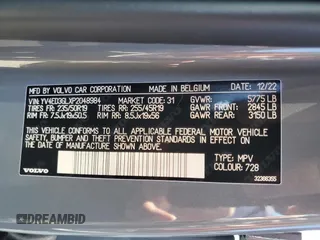 MFD BY VOLVO CAR CORPORATION MADE IN BELGIUM 12/22
VIN:YV4ED3GLXP2048984 MARKET CODE: 31 GVWR: 5775 LB
TIRES FR: 235/50R19 TIRES RR: 255/45R19 GAWR FRONT: 2845 LB
RIM FR: 7.5Jx19x50.5 RIM RR: 8.5Jx19x56 GAWR REAR: 3150 LB
THIS VEHICLE CONFORMS TO ALL APPLICABLE U.S. FEDERAL MOTOR VEHICLE SAFETY,
BUMPER, AND THEFT PREVENTION STANDARDS IN EFFECT ON THE
DATE OF MANUFACTURE SHOWN ABOVE.
TYPE: MPV
COLOUR: 728
VOLVO
32388355
DREAMBID